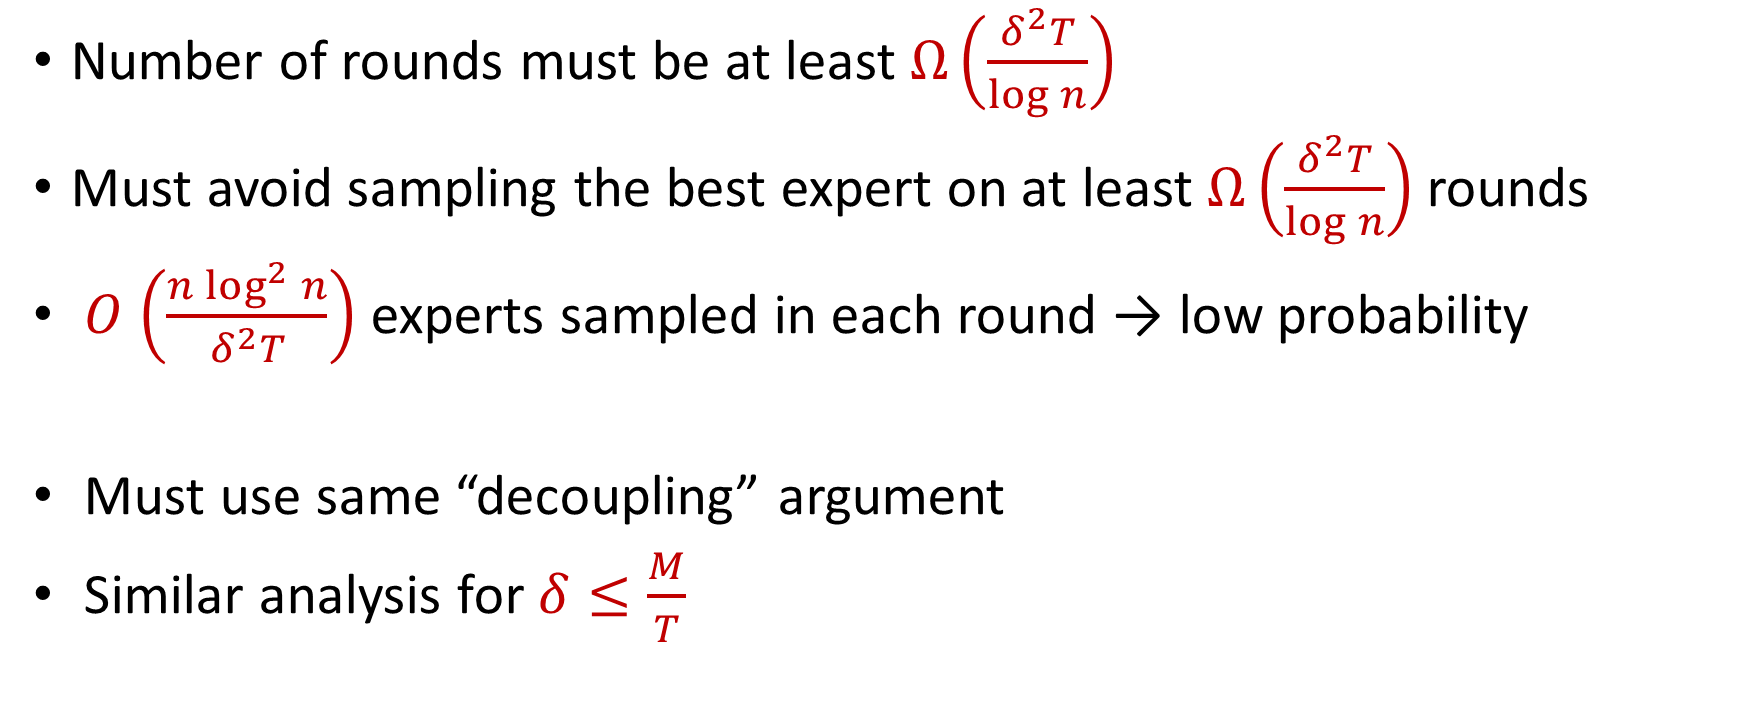 • Number of rounds must be at least Ω(δ²T / log n)
• Must avoid sampling the best expert on at least Ω(δ²T / log n) rounds
• O(n log² n / δ²T) experts sampled in each round → low probability
• Must use same “decoupling” argument
• Similar analysis for δ ≤ M/T